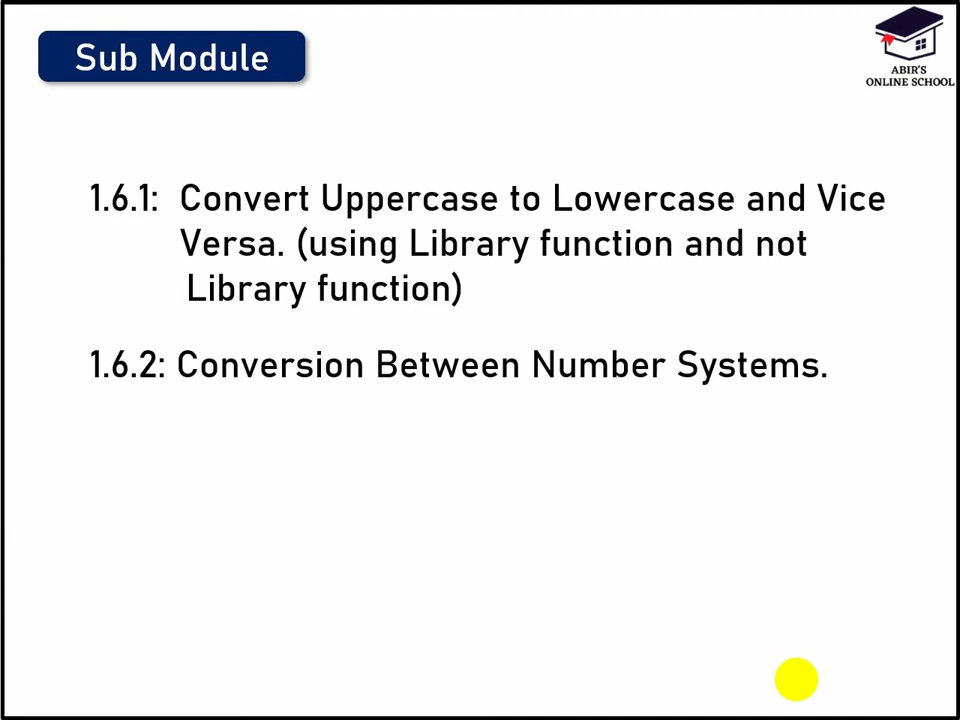 Sub Module
ABIR'S
ONLINE SCHOOL
1.6.1: Convert Uppercase to Lowercase and Vice
Versa. (using Library function and not
Library function)
1.6.2: Conversion Between Number Systems.